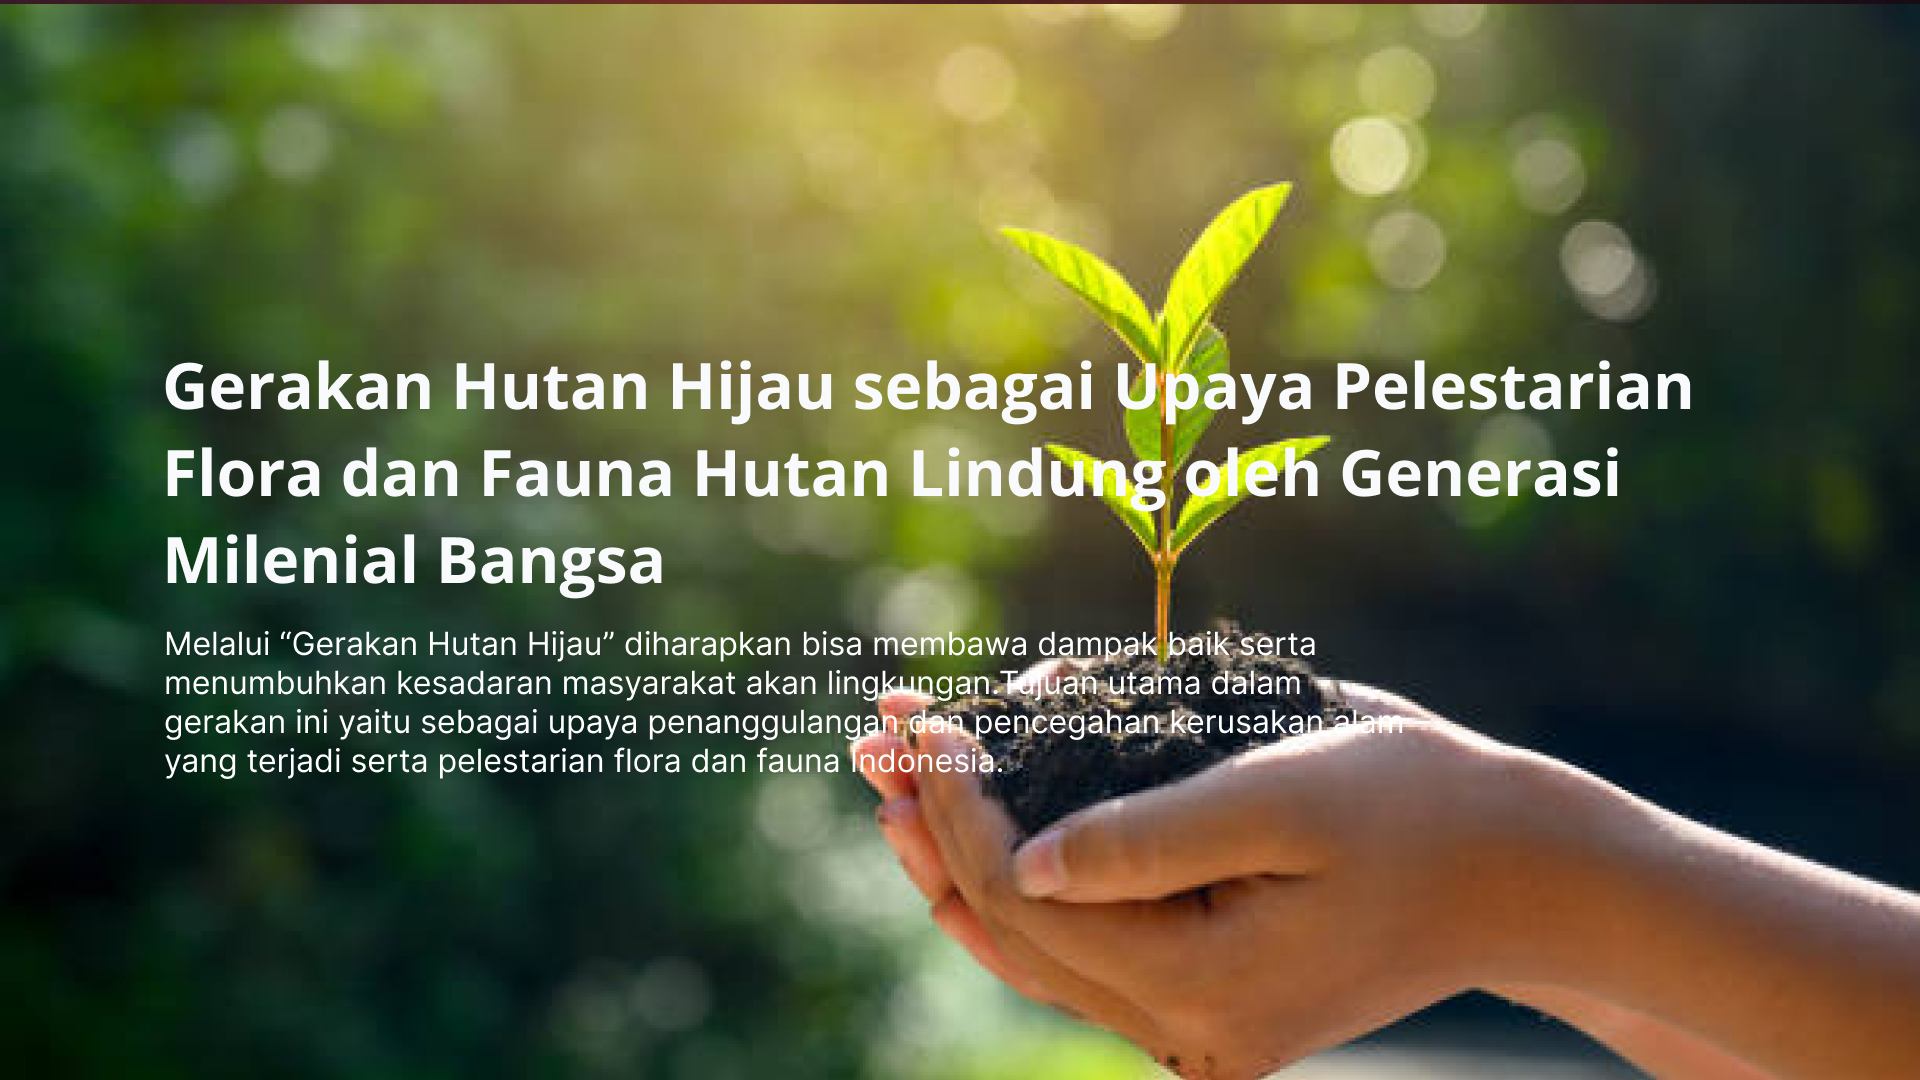 Gerakan Hutan Hijau sebagai Upaya Pelestarian
Flora dan Fauna Hutan Lindung oleh Generasi
Milenial Bangsa
Melalui “Gerakan Hutan Hijau” diharapkan bisa membawa dampak baik serta
menumbuhkan kesadaran masyarakat akan lingkungan.Tujuan utama dalam
gerakan ini yaitu sebagai upaya penanggulangan dan pencegahan kerusakan alam
yang terjadi serta pelestarian flora dan fauna Indonesia.